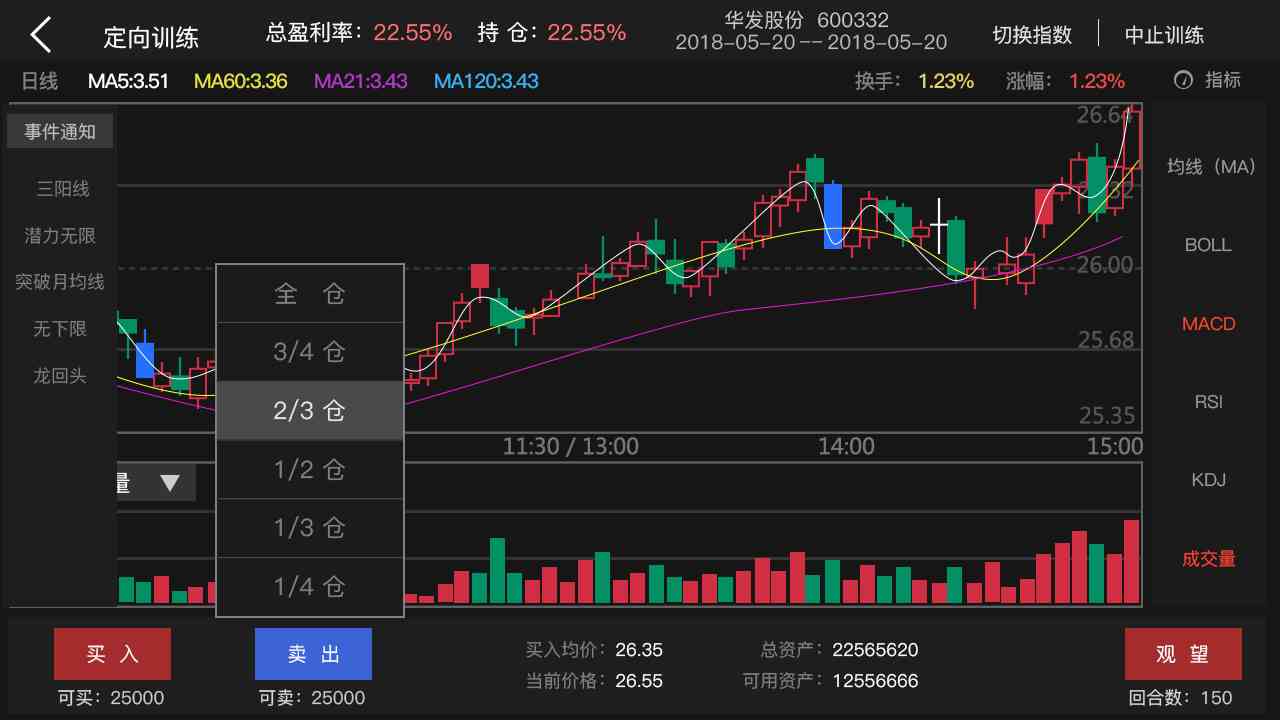 定向训练
总盈利率：22.55%
持 仓：22.55%
华发股份 600332
2018-05-20——2018-05-20
切换指数
中止训练
日线 MA5:3.51 MA60:3.36 MA21:3.43 MA120:3.43
换手：1.23% 涨幅：1.23%
指标
事件通知
三阳线
潜力无限
突破月均线
无下限
龙回头
26.64
26.00
25.68
25.35
全 仓
3/4 仓
2/3 仓
1/2 仓
1/3 仓
1/4 仓
11:30 / 13:00 14:00 15:00
量 ▼
均线（MA）
BOLL
MACD
RSI
KDJ
成交量
买 入
可买：25000
卖 出
可卖：25000
买入均价：26.35 总资产：22565620
当前价格：26.55 可用资产：12556666
观 望
回合数：150